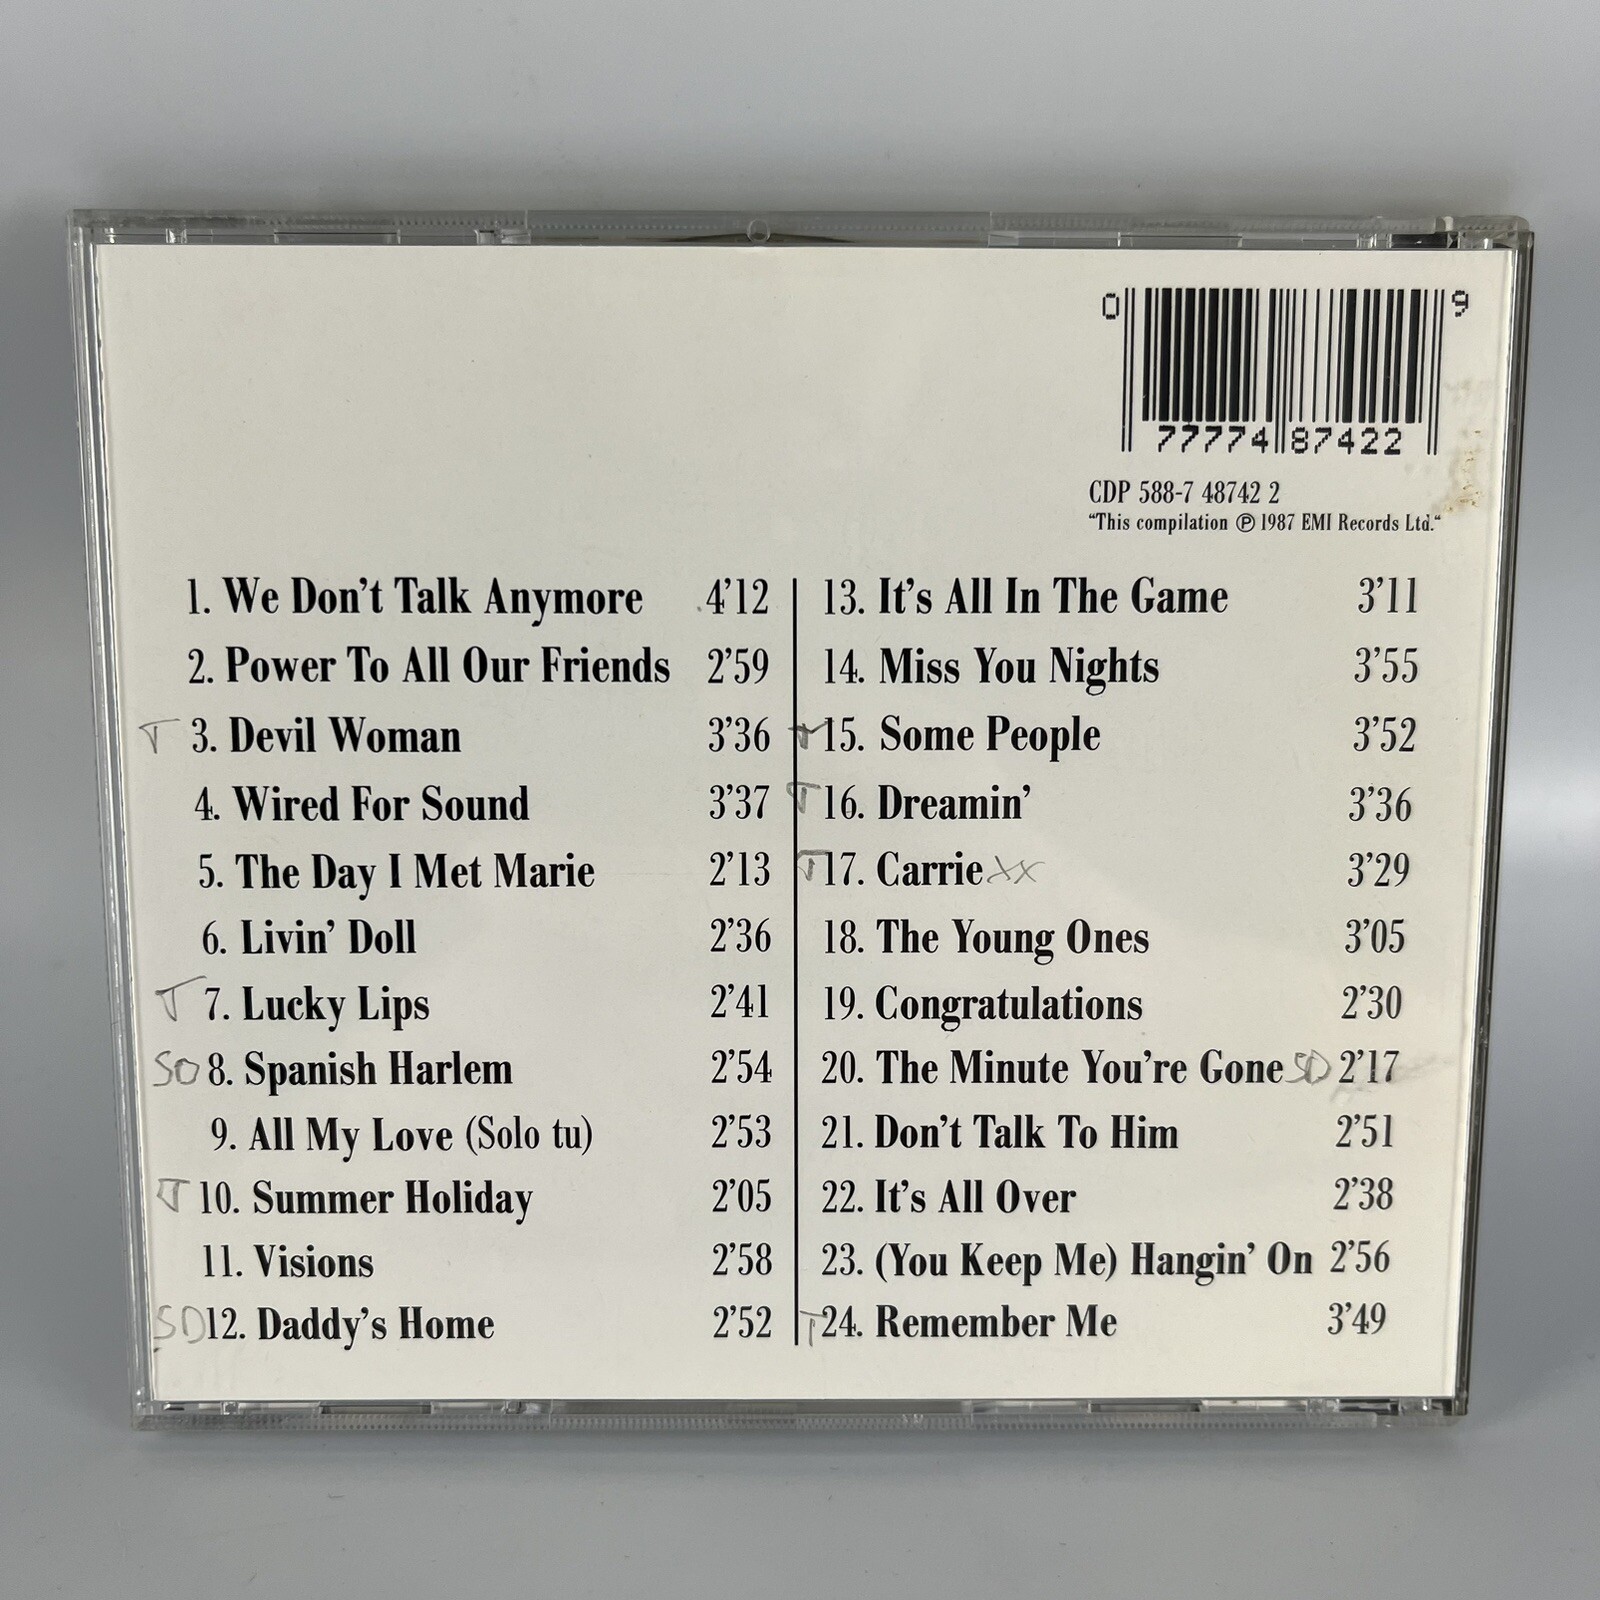 0 9
77774 87422
CDP 588-7 48742 2
“This compilation ℗ 1987 EMI Records Ltd.“
1. We Don't Talk Anymore 4'12
2. Power To All Our Friends 2'59
T 3. Devil Woman 3'36
4. Wired For Sound 3'37
5. The Day I Met Marie 2'13
6. Livin' Doll 2'36
T 7. Lucky Lips 2'41
SO 8. Spanish Harlem 2'54
9. All My Love (Solo tu) 2'53
T 10. Summer Holiday 2'05
11. Visions 2'58
SD 12. Daddy's Home 2'52
13. It's All In The Game 3'11
14. Miss You Nights 3'55
T 15. Some People 3'52
T 16. Dreamin' 3'36
T 17. Carrie xx 3'29
18. The Young Ones 3'05
19. Congratulations 2'30
20. The Minute You're Gone SD 2'17
21. Don't Talk To Him 2'51
22. It's All Over 2'38
23. (You Keep Me) Hangin' On 2'56
T 24. Remember Me 3'49